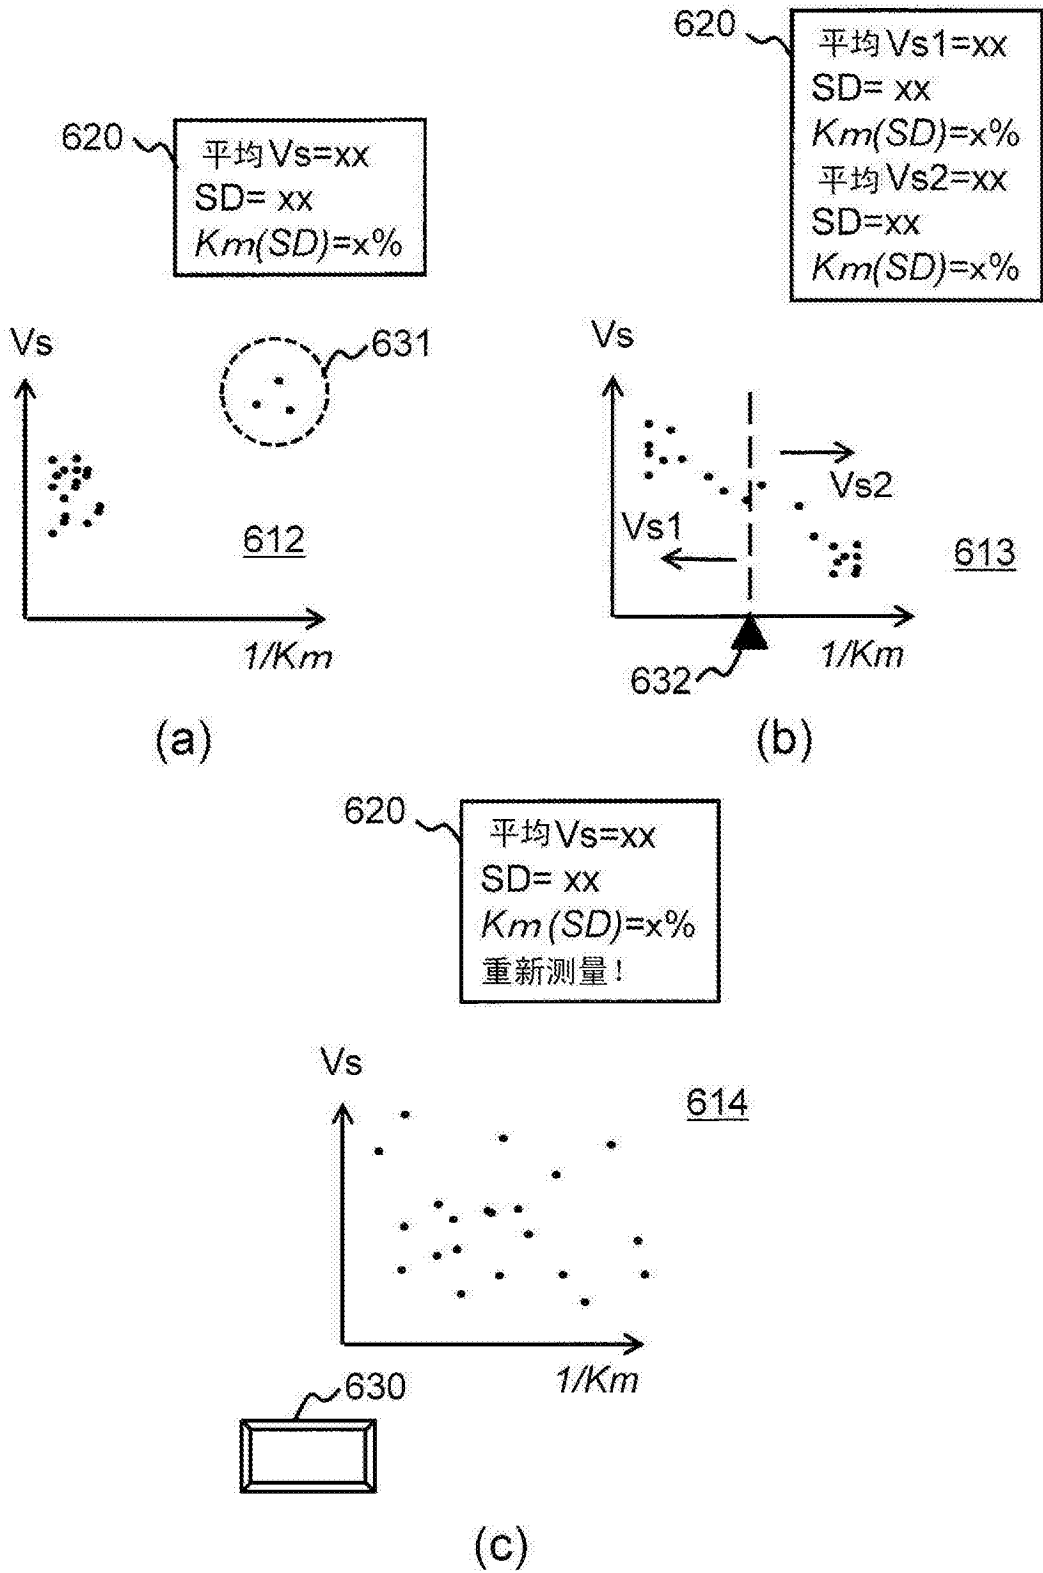 620
平均Vs=xx
SD= xx
Km(SD)=x%
Vs
631
612
1/Km
(a)
620
平均Vs1=xx
SD= xx
Km(SD)=x%
平均Vs2=xx
SD=xx
Km(SD)=x%
Vs
Vs2
Vs1
613
632
1/Km
(b)
620
平均Vs=xx
SD= xx
Km(SD)=x%
重新测量!
Vs
614
1/Km
630
(c)